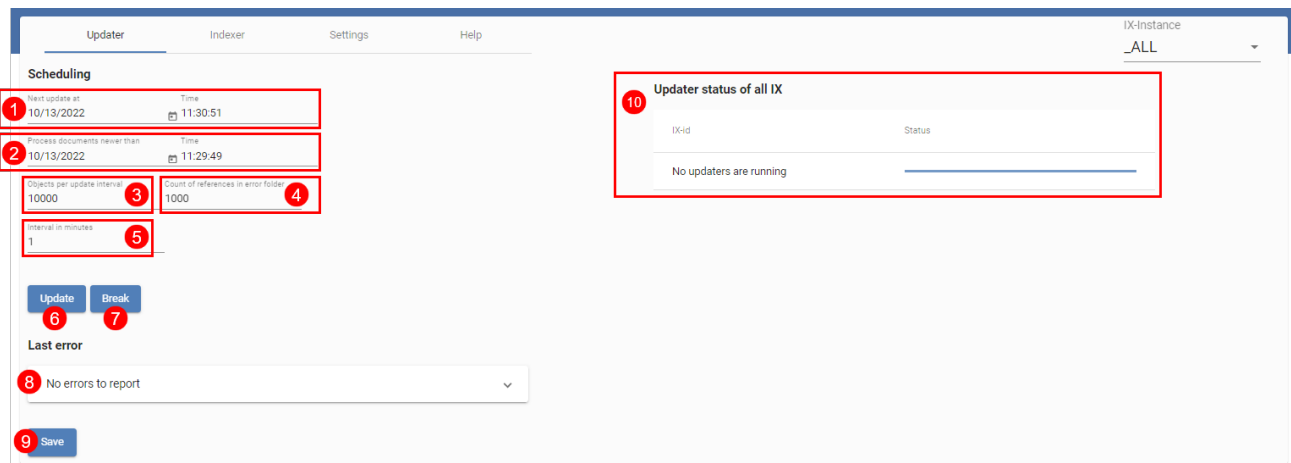 Updater Indexer Settings Help
IX-Instance
_ALL
Scheduling
Next update at Time
1 10/13/2022 11:30:51
Process documents newer than Time
2 10/13/2022 11:29:49
Objects per update interval Count of references in error folder
10000 3 1000 4
Interval in minutes
1 5
Update Break
6 7
Last error
8 No errors to report
9 Save
Updater status of all IX
10
IX-id Status
No updaters are running